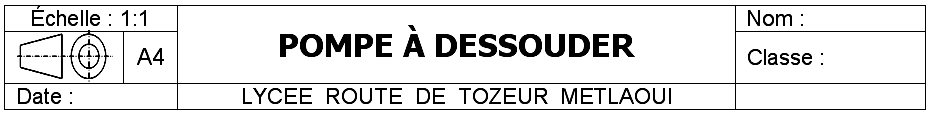 Échelle : 1:1
A4
Date :
POMPE À DESSOUDER
LYCEE ROUTE DE TOZEUR METLAOUI
Nom :
Classe :